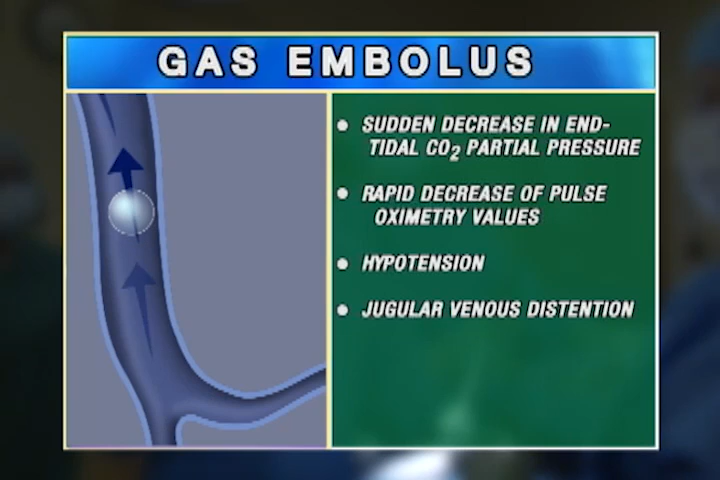 GAS EMBOLUS
SUDDEN DECREASE IN END-
TIDAL CO₂ PARTIAL PRESSURE
RAPID DECREASE OF PULSE
OXIMETRY VALUES
HYPOTENSION
JUGULAR VENOUS DISTENTION